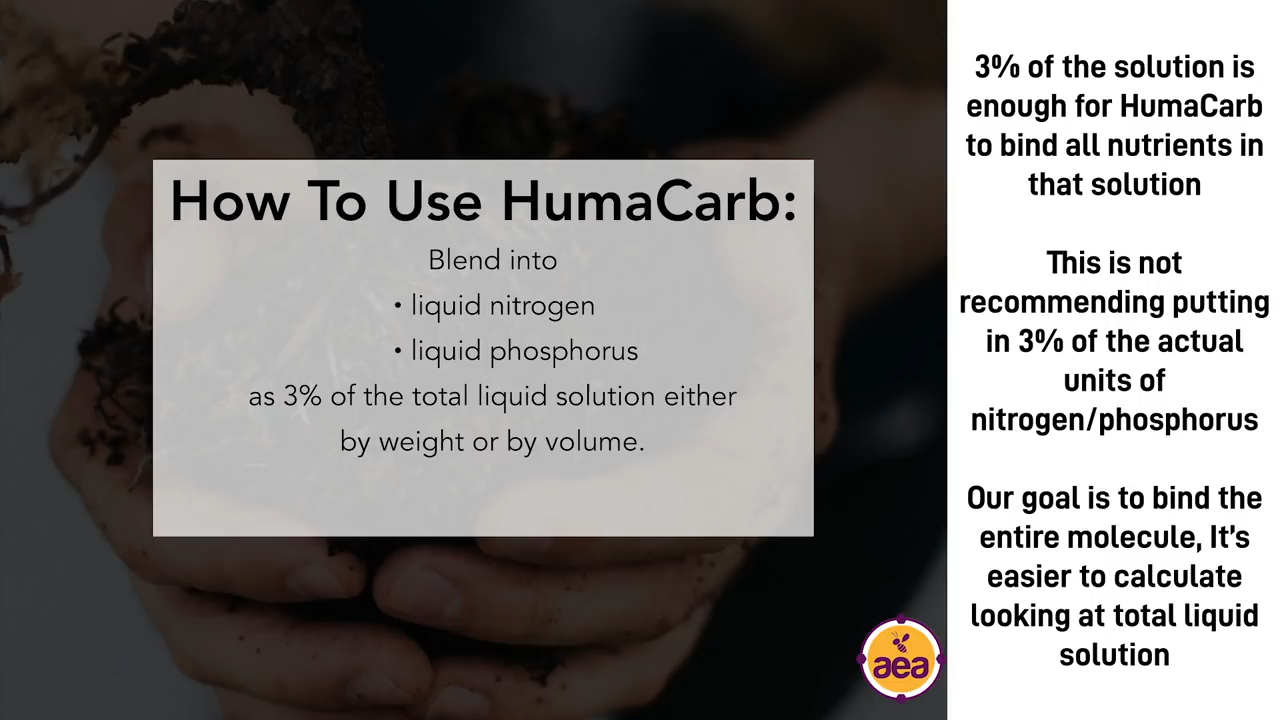 How To Use HumaCarb:
Blend into
• liquid nitrogen
• liquid phosphorus
as 3% of the total liquid solution either
by weight or by volume.
aea
3% of the solution is
enough for HumaCarb
to bind all nutrients in
that solution
This is not
recommending putting
in 3% of the actual
units of
nitrogen/phosphorus
Our goal is to bind the
entire molecule, It's
easier to calculate
looking at total liquid
solution